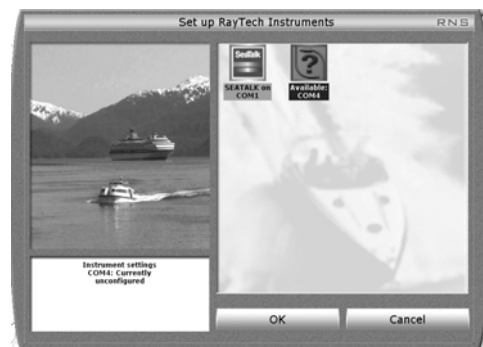 Set up RayTech Instruments
RNS
SeaTalk
SEATALK on
COM1
?
Available:
COM4
Instrument settings
COM4: Currently
unconfigured
OK
Cancel